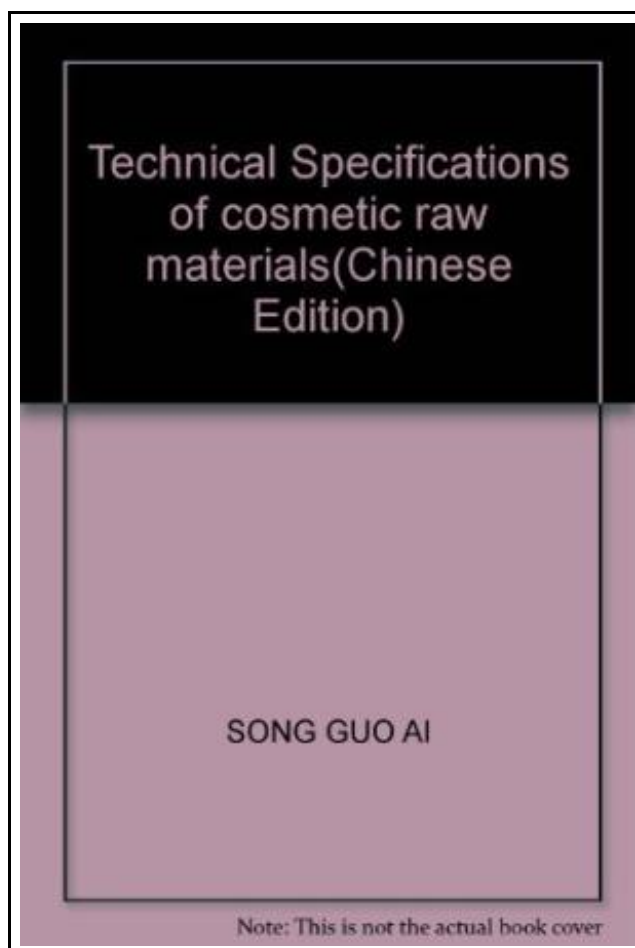 Technical Specifications
of cosmetic raw
materials(Chinese
Edition)
SONG GUO AI
Note: This is not the actual book cover